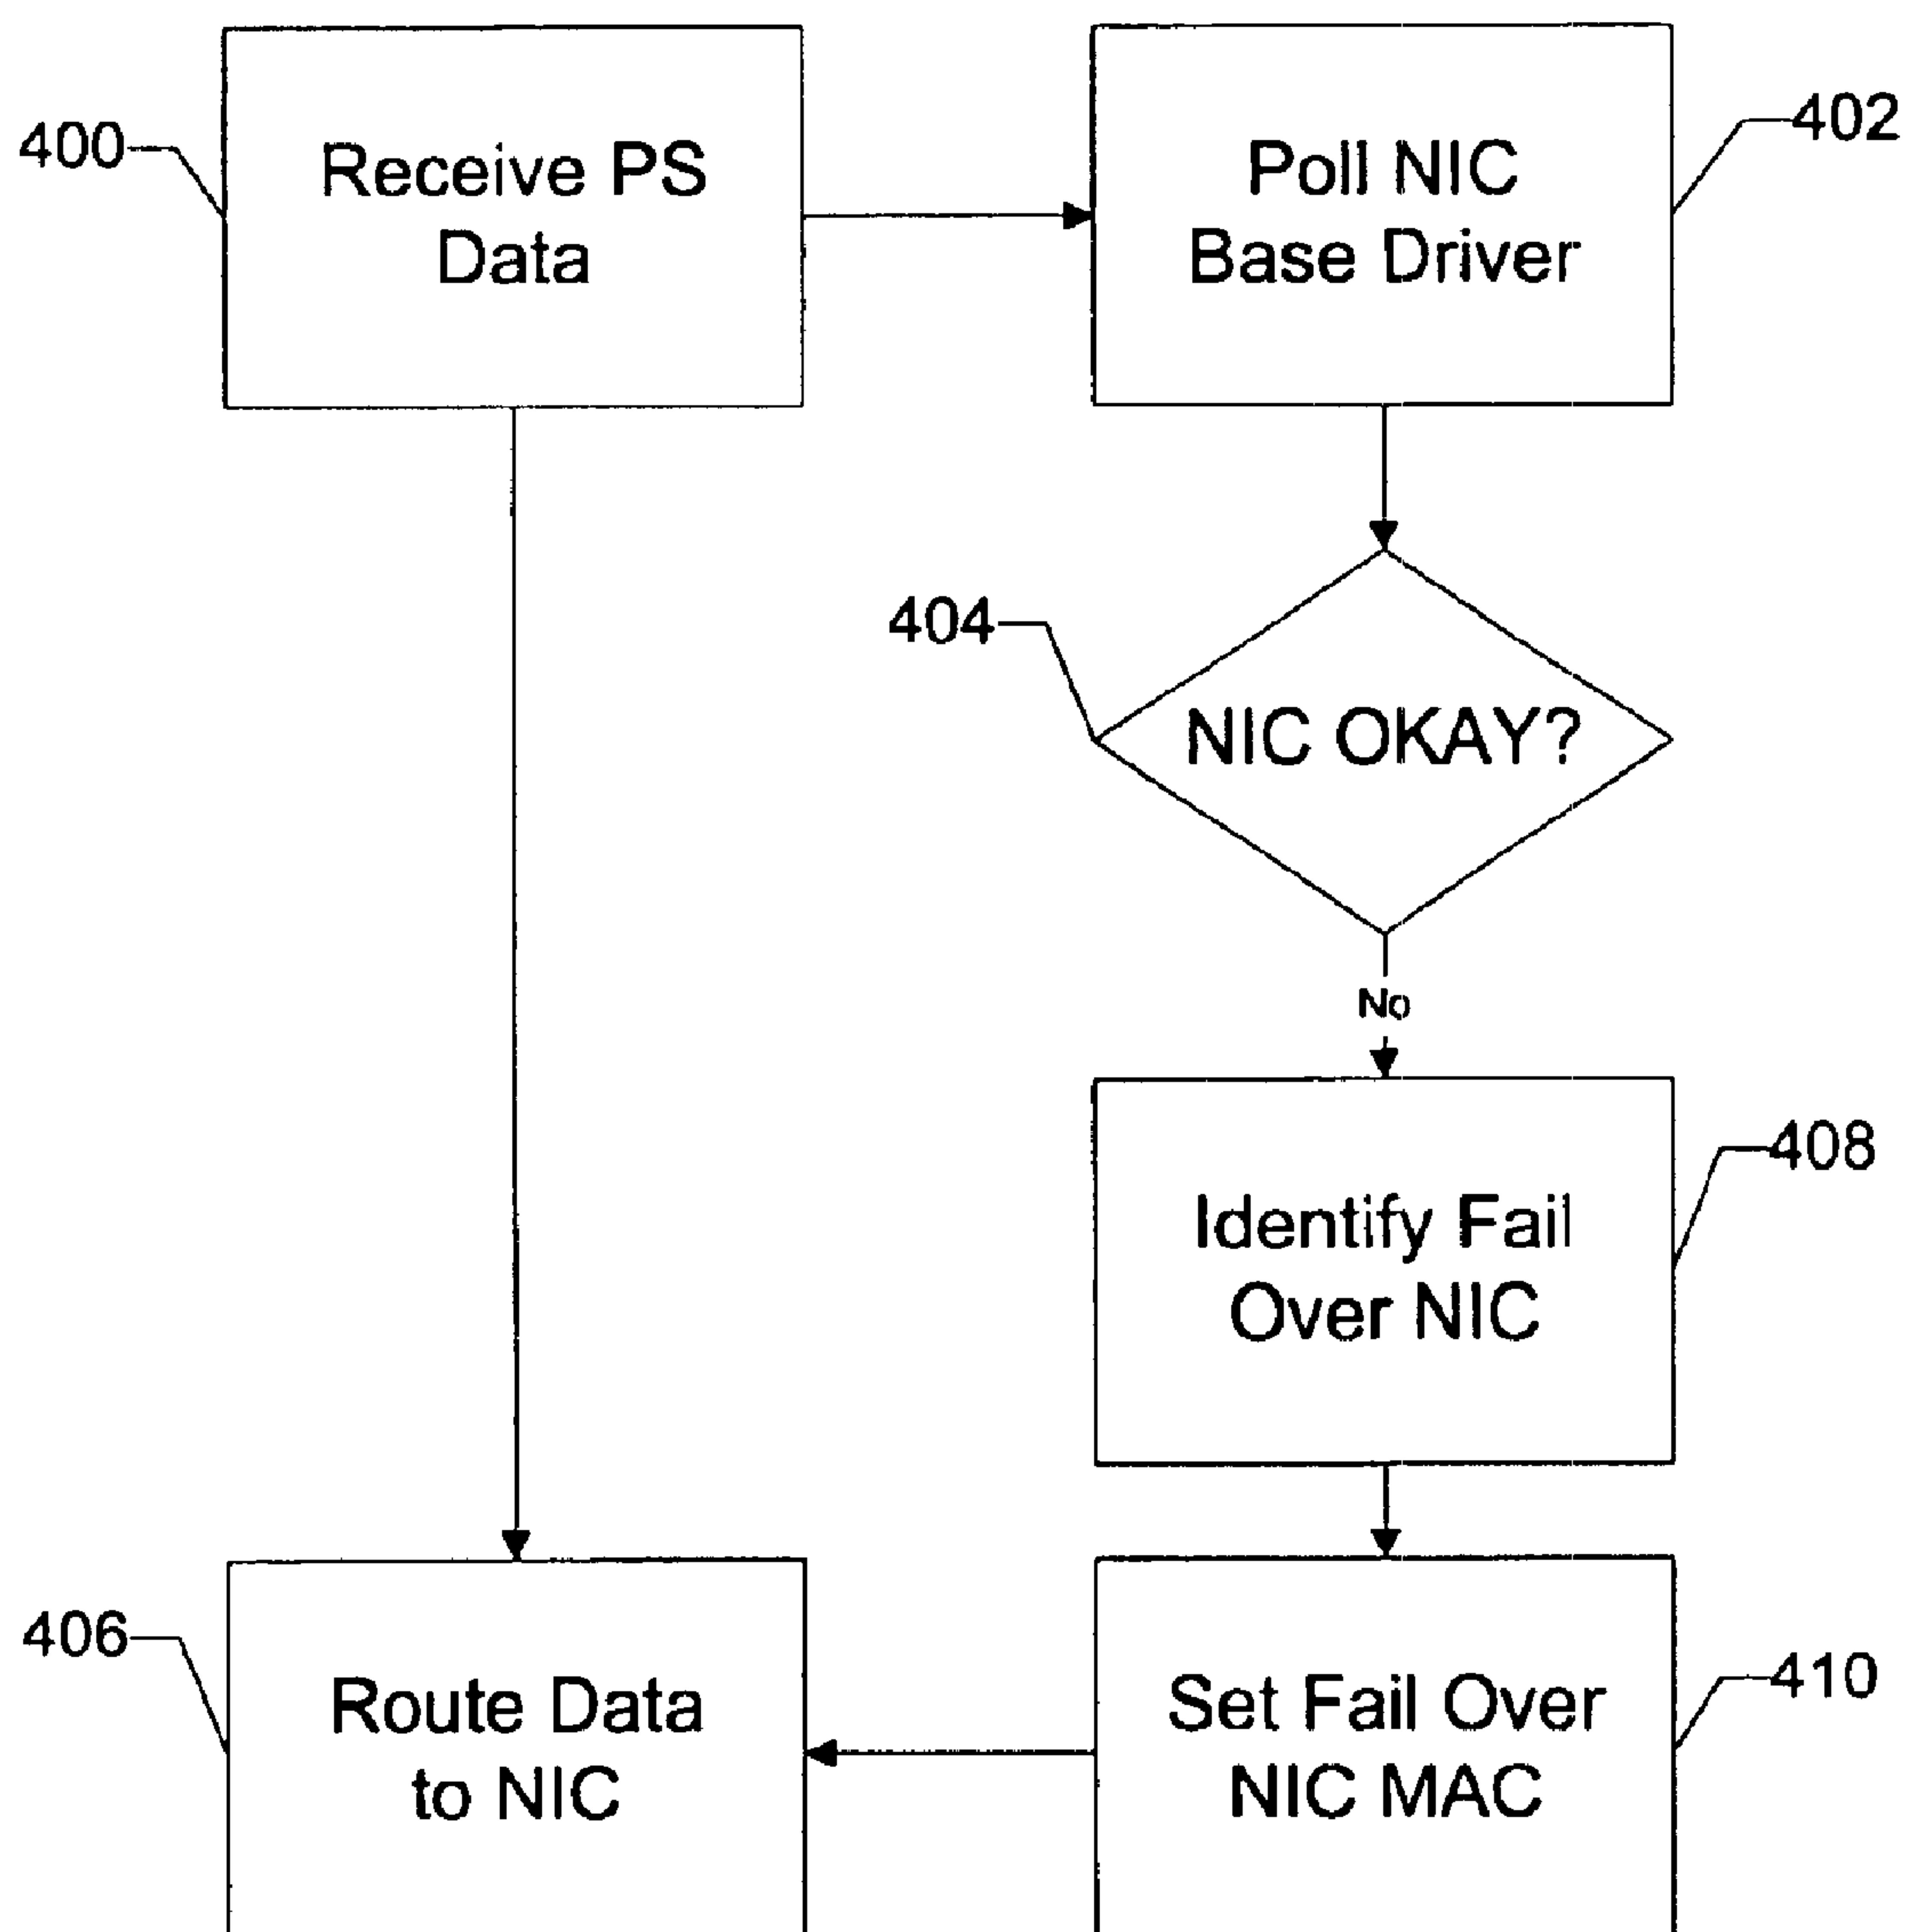 400
Receive PS
Data
402
Poll NIC
Base Driver
404
NIC OKAY?
No
408
Identify Fail
Over NIC
406
Route Data
to NIC
410
Set Fail Over
NIC MAC